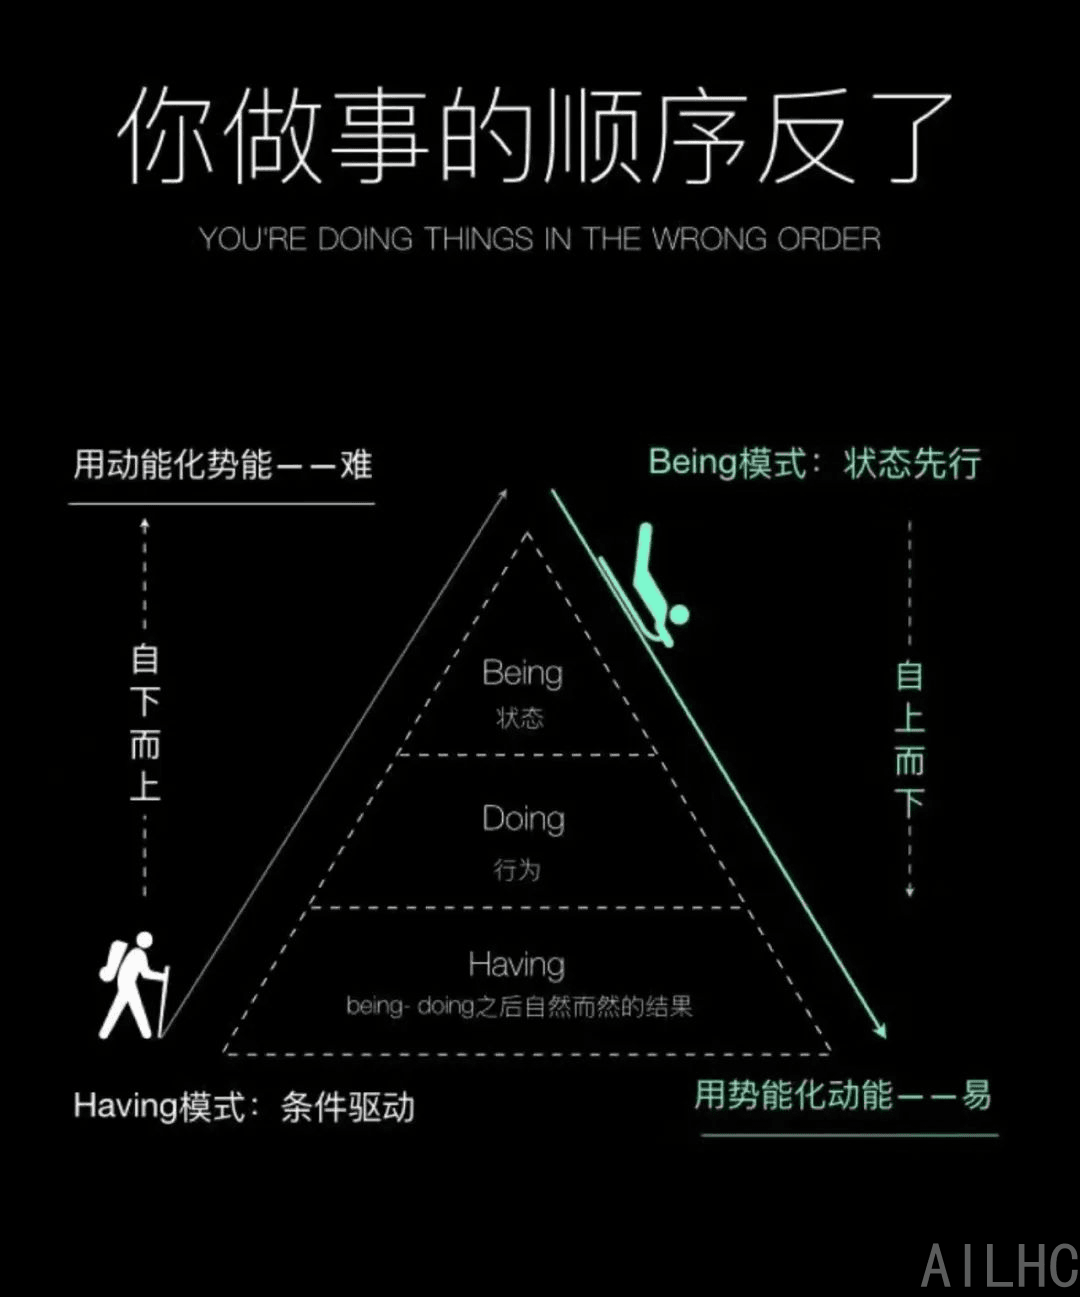 你做事的顺序反了
YOU'RE DOING THINGS IN THE WRONG ORDER
用动能化势能——难
Being模式：状态先行
自下而上
自上而下
Being
状态
Doing
行为
Having
being- doing之后自然而然的结果
Having模式：条件驱动
用势能化动能——易
AILHC